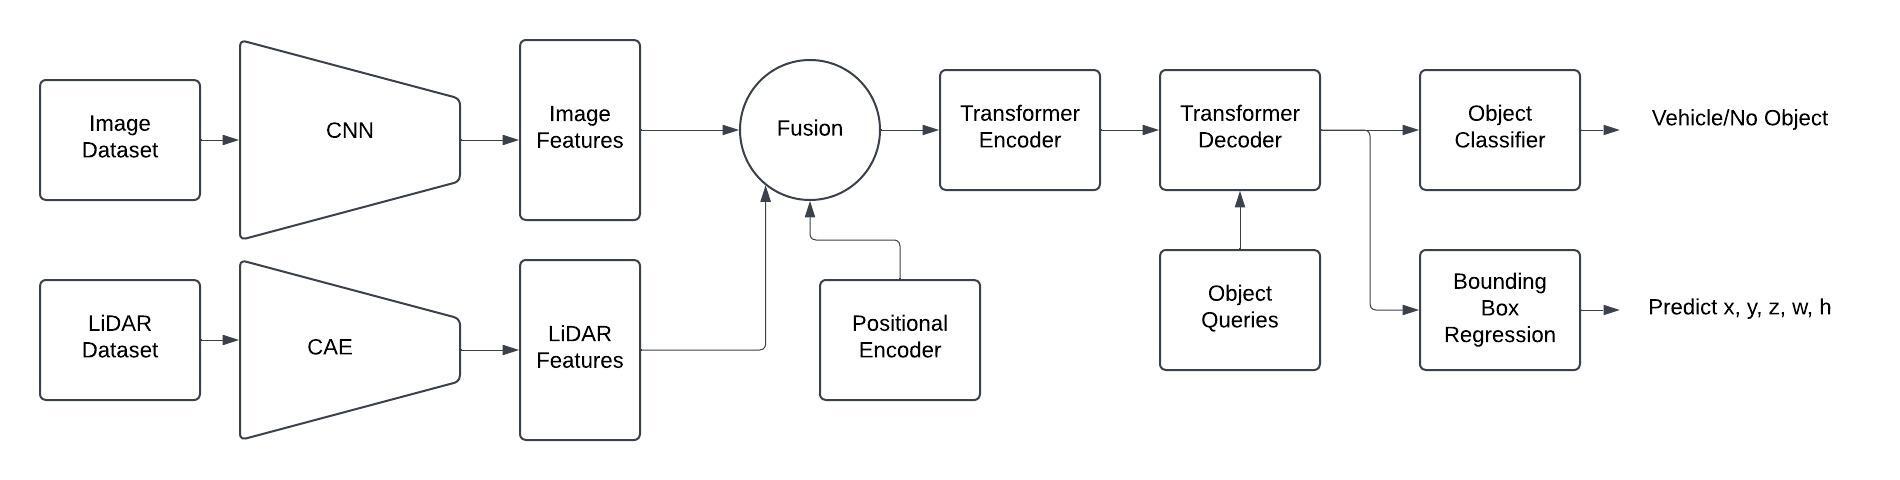 Image
Dataset
CNN
Image
Features
Fusion
Transformer
Encoder
Transformer
Decoder
Object
Classifier
Vehicle/No Object
LiDAR
Dataset
CAE
LiDAR
Features
Positional
Encoder
Object
Queries
Bounding
Box
Regression
Predict x, y, z, w, h